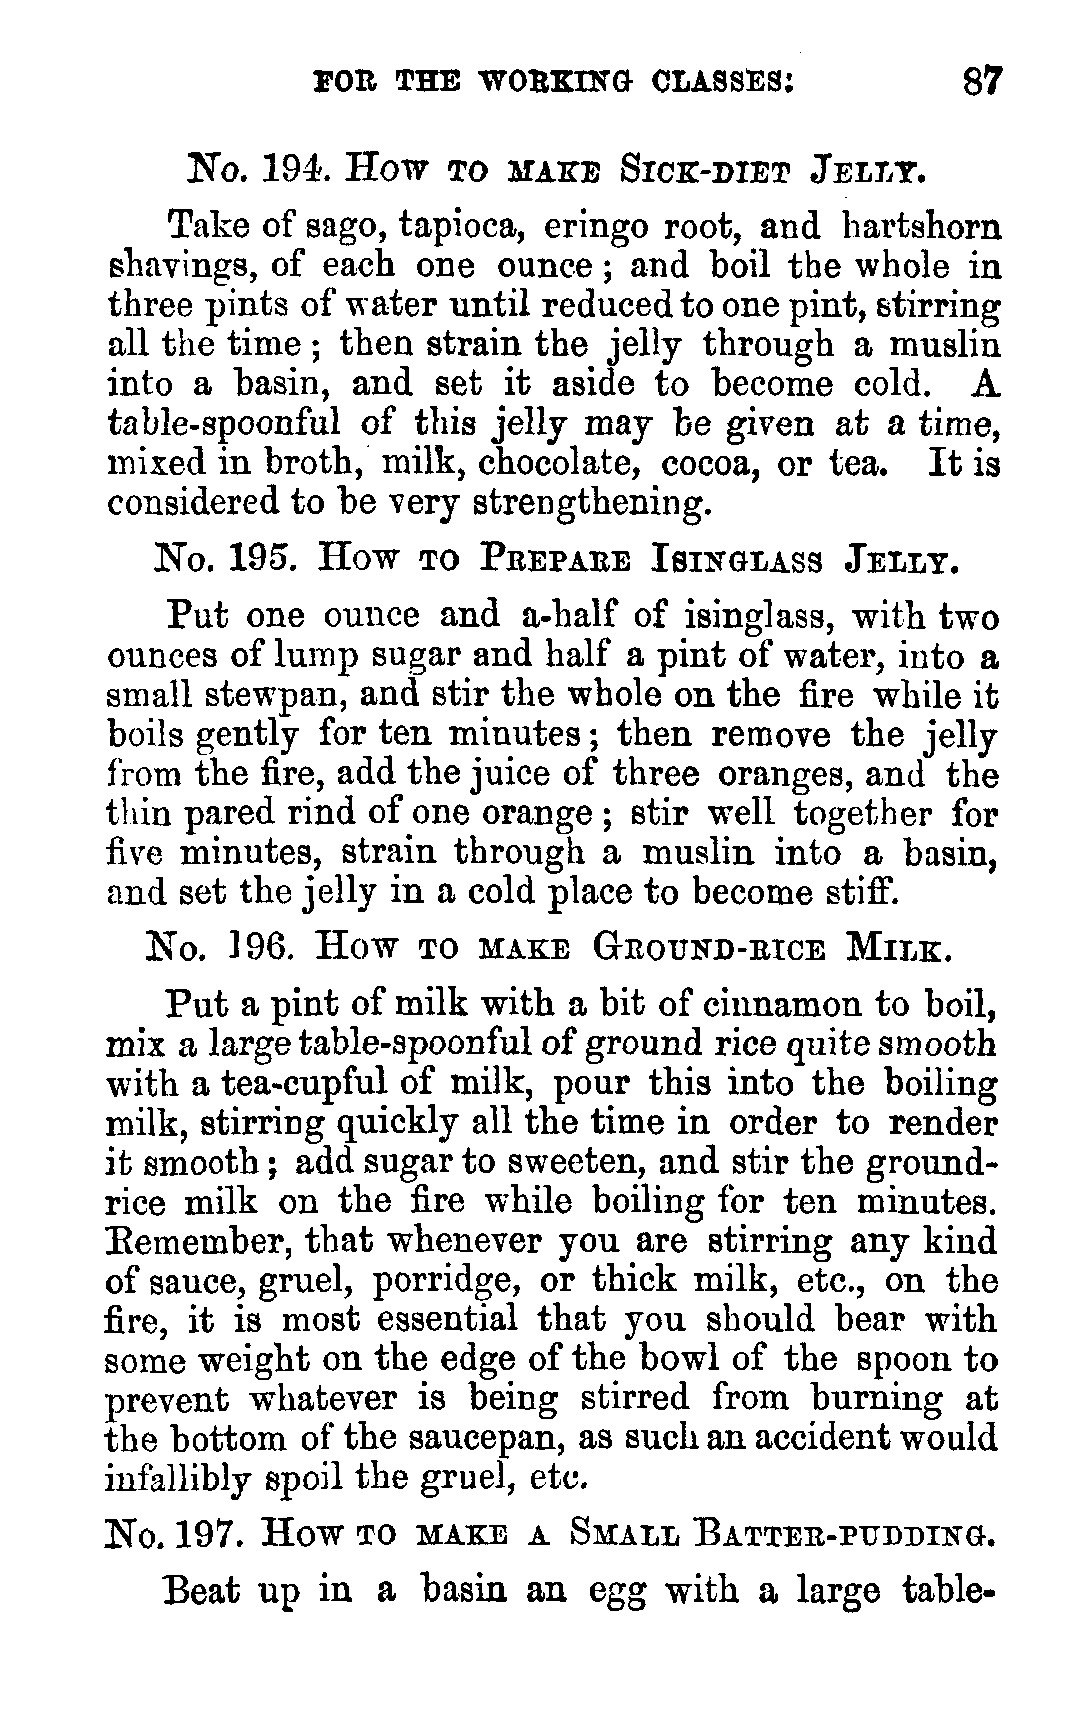 FOR THE WORKING CLASSES: 87
No. 194. How to make Sick-diet Jelly.
Take of sago, tapioca, eringo root, and hartshorn
shavings, of each one ounce; and boil the whole in
three pints of water until reduced to one pint, stirring
all the time; then strain the jelly through a muslin
into a basin, and set it aside to become cold. A
table-spoonful of this jelly may be given at a time,
mixed in broth, milk, chocolate, cocoa, or tea. It is
considered to be very strengthening.
No. 195. How to Prepare Isinglass Jelly.
Put one ounce and a-half of isinglass, with two
ounces of lump sugar and half a pint of water, into a
small stewpan, and stir the whole on the fire while it
boils gently for ten minutes; then remove the jelly
from the fire, add the juice of three oranges, and the
thin pared rind of one orange; stir well together for
five minutes, strain through a muslin into a basin,
and set the jelly in a cold place to become stiff.
No. 196. How to make Ground-rice Milk.
Put a pint of milk with a bit of cinnamon to boil,
mix a large table-spoonful of ground rice quite smooth
with a tea-cupful of milk, pour this into the boiling
milk, stirring quickly all the time in order to render
it smooth; add sugar to sweeten, and stir the ground-
rice milk on the fire while boiling for ten minutes.
Remember, that whenever you are stirring any kind
of sauce, gruel, porridge, or thick milk, etc., on the
fire, it is most essential that you should bear with
some weight on the edge of the bowl of the spoon to
prevent whatever is being stirred from burning at
the bottom of the saucepan, as such an accident would
infallibly spoil the gruel, etc.
No. 197. How to make a Small Batter-pudding.
Beat up in a basin an egg with a large table-